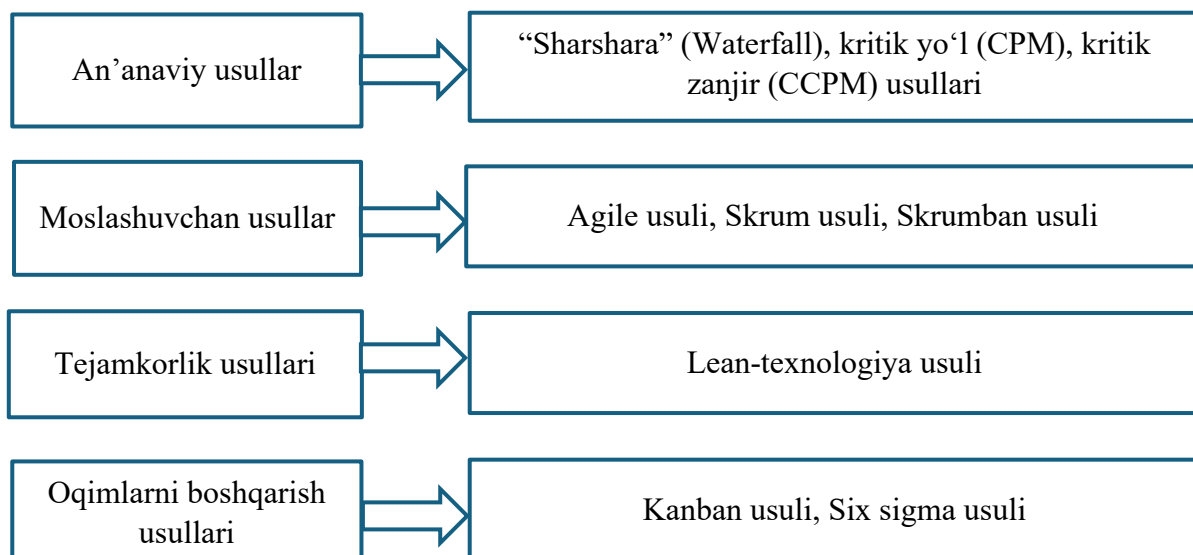 An’anaviy usullar
“Sharshara” (Waterfall), kritik yo‘l (CPM), kritik
zanjir (CCPM) usullari
Moslashuvchan usullar
Agile usuli, Skrum usuli, Skrumban usuli
Tejamkorlik usullari
Lean-texnologiya usuli
Oqimlarni boshqarish
usullari
Kanban usuli, Six sigma usuli